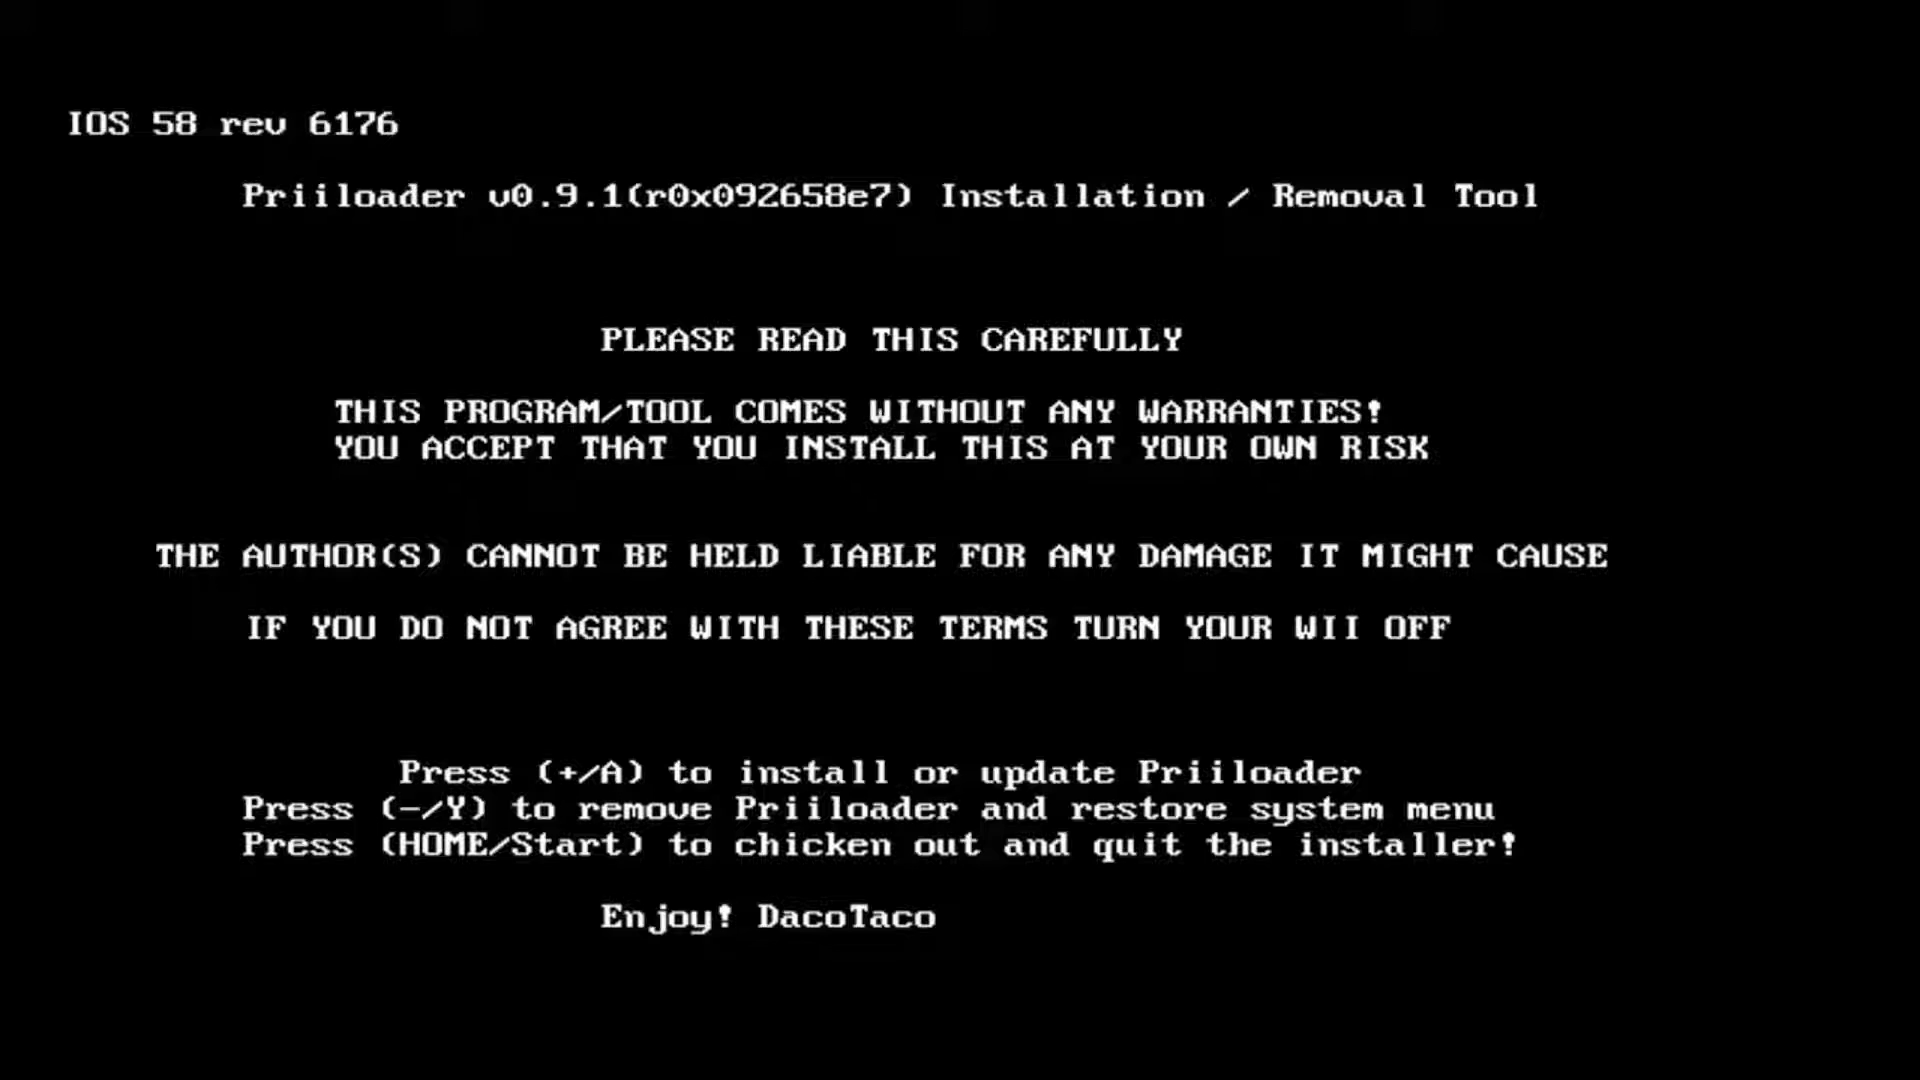 IOS 58 rev 6176
Priiloader v0.9.1(r0x092658e7) Installation / Removal Tool
PLEASE READ THIS CAREFULLY
THIS PROGRAM/TOOL COMES WITHOUT ANY WARRANTIES!
YOU ACCEPT THAT YOU INSTALL THIS AT YOUR OWN RISK
THE AUTHOR(S) CANNOT BE HELD LIABLE FOR ANY DAMAGE IT MIGHT CAUSE
IF YOU DO NOT AGREE WITH THESE TERMS TURN YOUR WII OFF
Press (+/A) to install or update Priiloader
Press (-/Y) to remove Priiloader and restore system menu
Press (HOME/Start) to chicken out and quit the installer!
Enjoy! DacoTaco